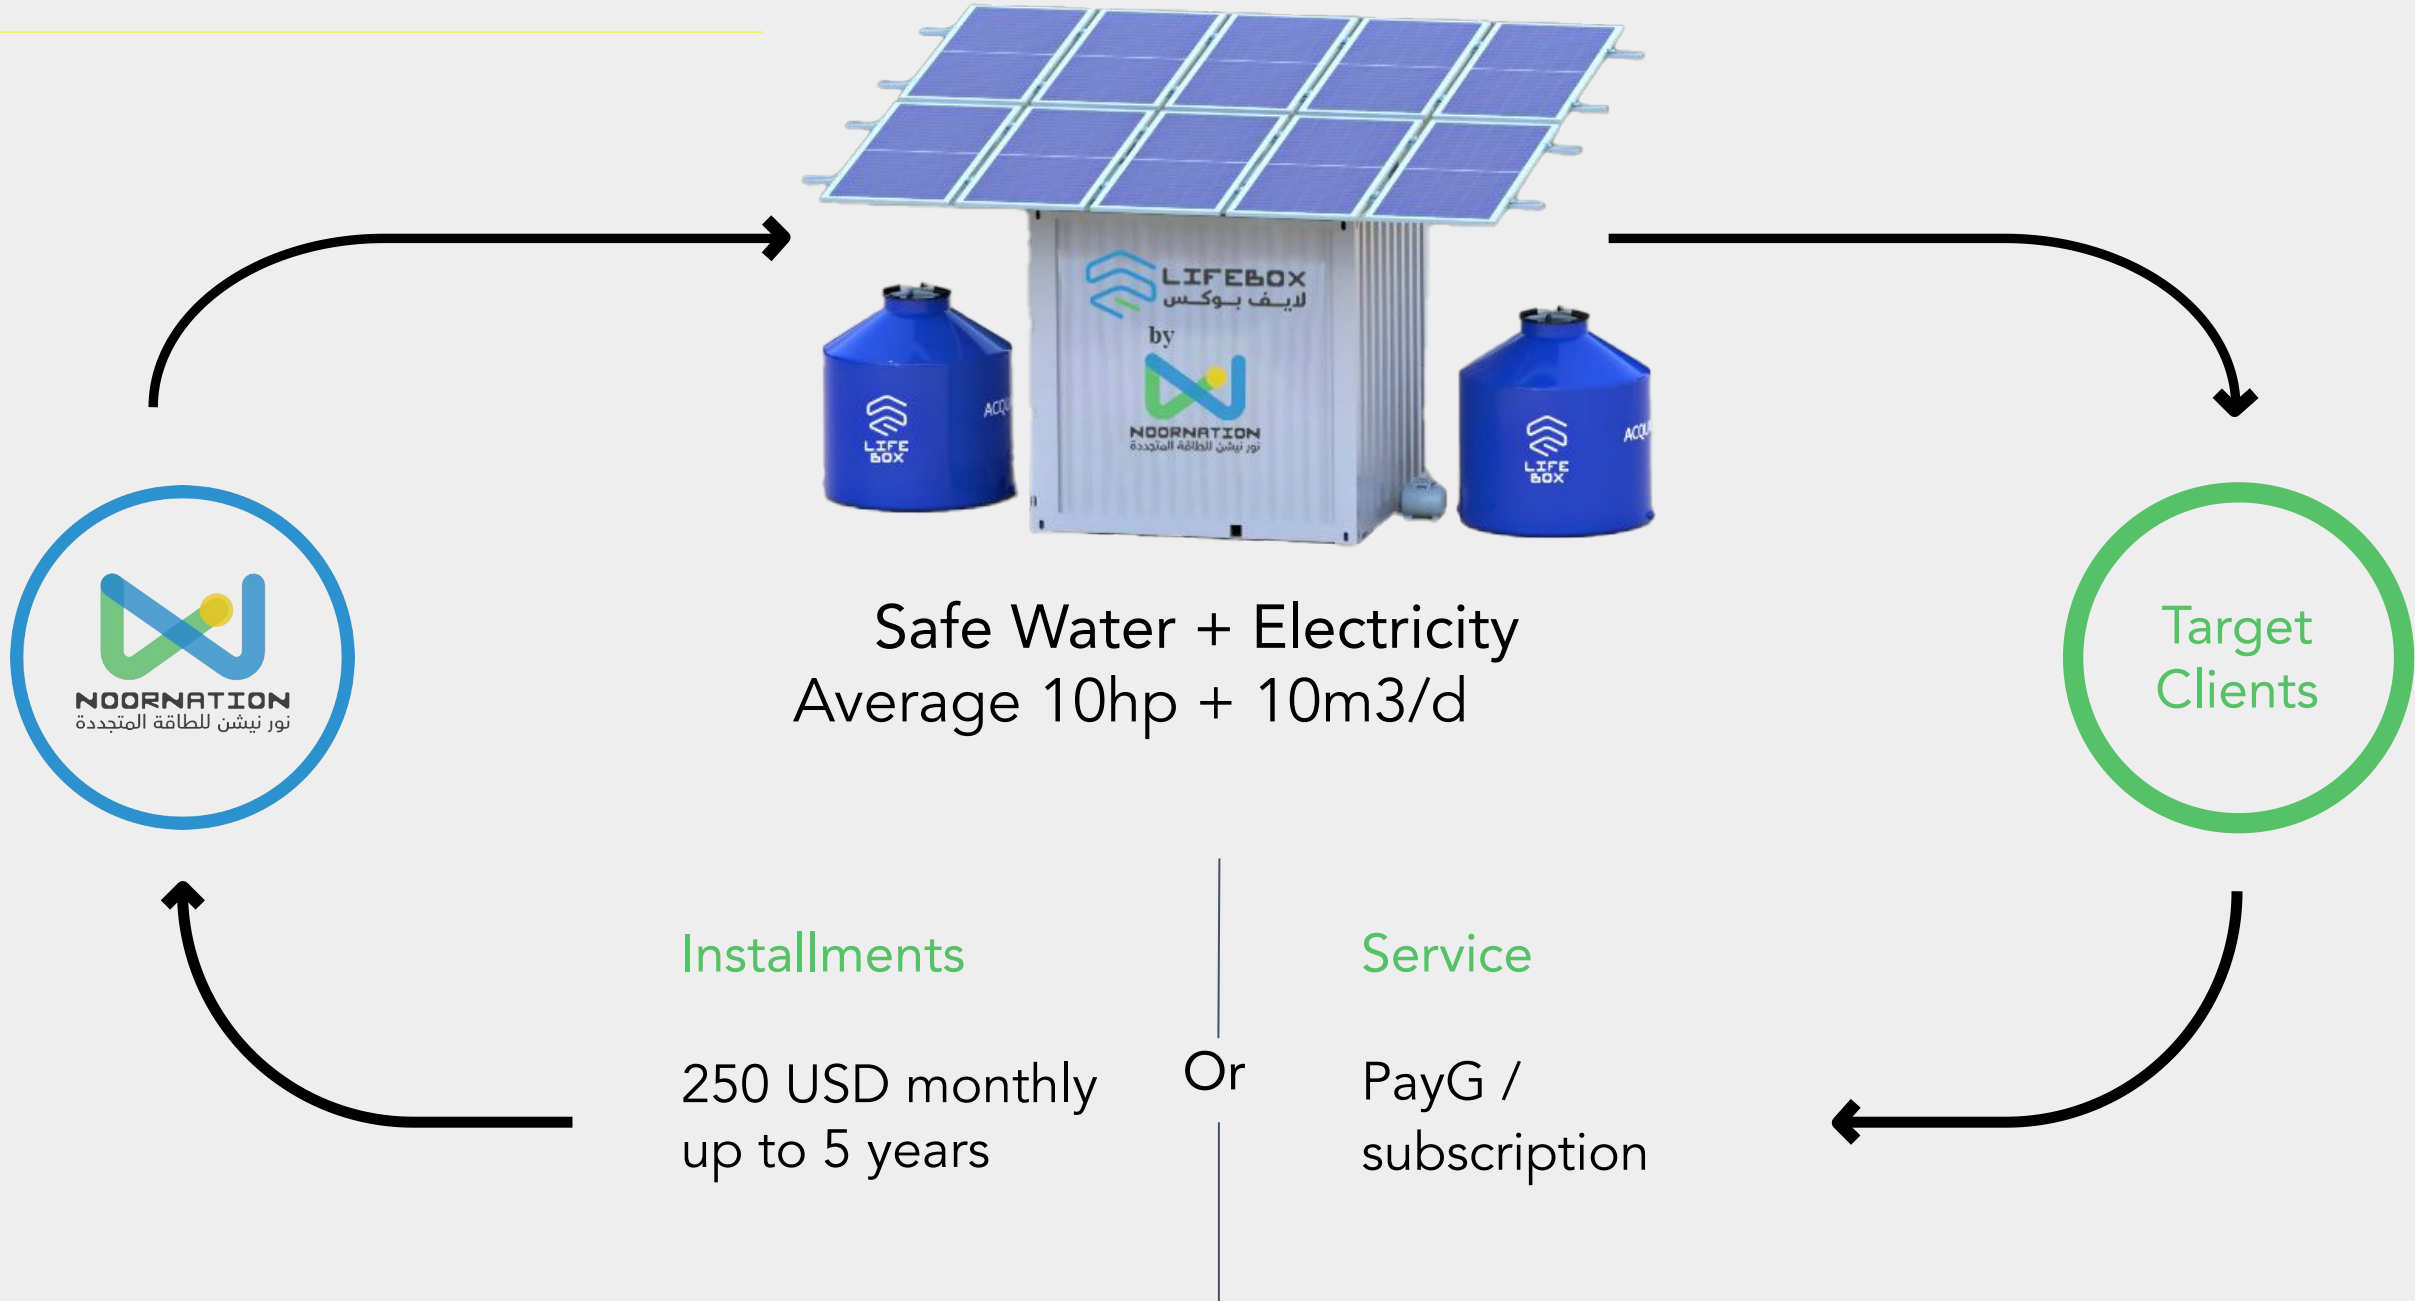 LIFEBOX
لايف بوكس
by
NOORNATION
نور نيشن للطاقة المتجددة
LIFE
BOX
LIFE
BOX
Safe Water + Electricity
Average 10hp + 10m3/d
NOORNATION
نور نيشن للطاقة المتجددة
Target
Clients
Installments
250 USD monthly
up to 5 years
Or
Service
PayG /
subscription